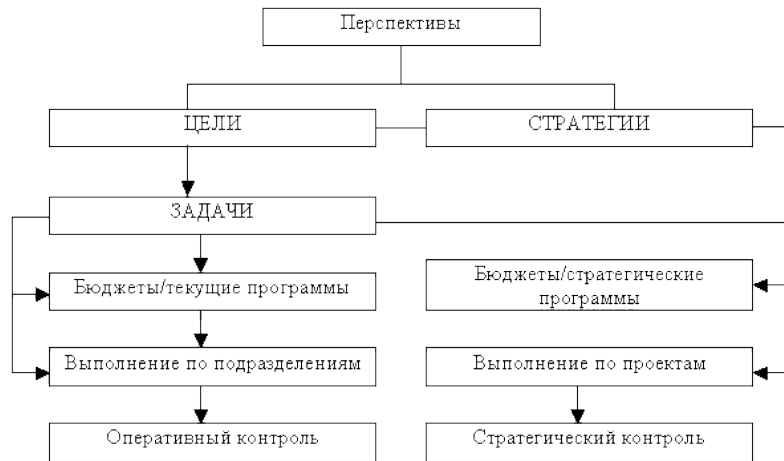 Перспективы
ЦЕЛИ
СТРАТЕГИИ
ЗАДАЧИ
Бюджеты/текущие программы
Бюджеты/стратегические
программы
Выполнение по подразделениям
Выполнение по проектам
Оперативный контроль
Стратегический контроль